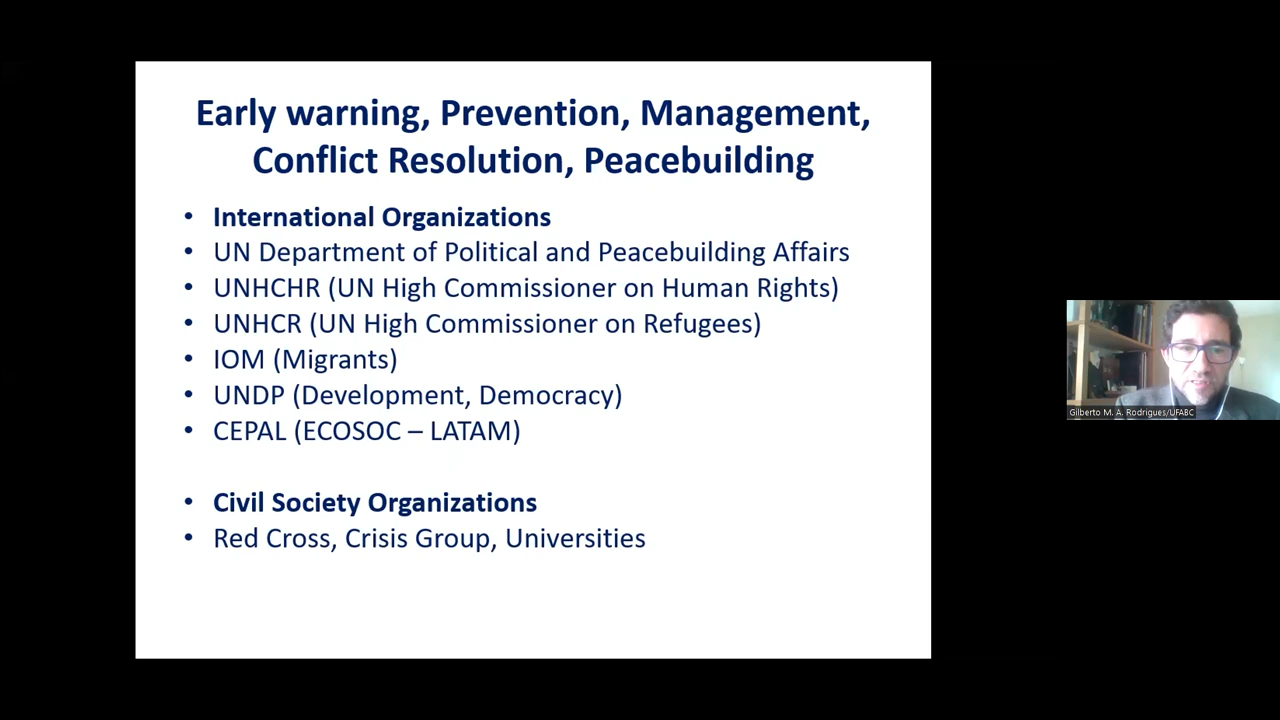 Early warning, Prevention, Management,
Conflict Resolution, Peacebuilding
• International Organizations
• UN Department of Political and Peacebuilding Affairs
• UNHCHR (UN High Commissioner on Human Rights)
• UNHCR (UN High Commissioner on Refugees)
• IOM (Migrants)
• UNDP (Development, Democracy)
• CEPAL (ECOSOC – LATAM)
• Civil Society Organizations
• Red Cross, Crisis Group, Universities
Gilberto M. A. Rodrigues/UFABC